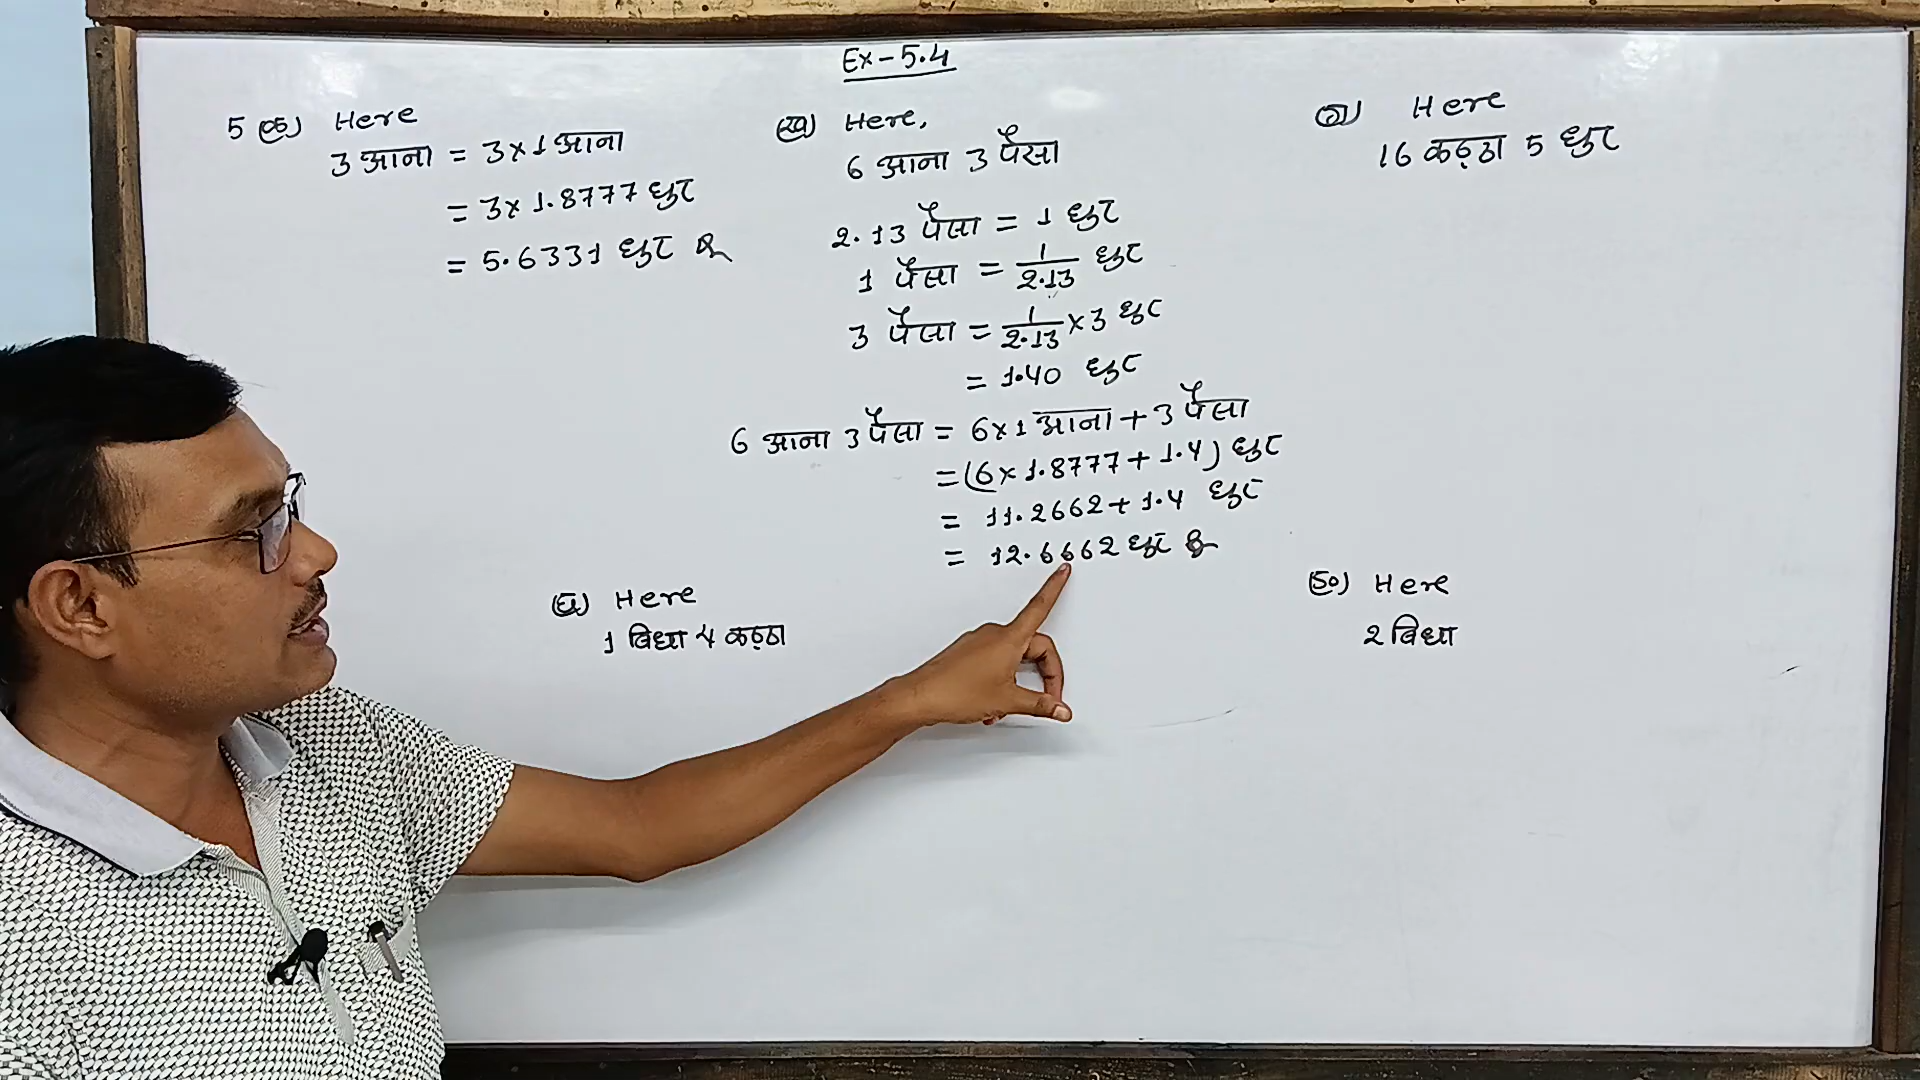 Ex-5.4
5 (क) Here
3 आना = 3×1 आना
= 3×1.8777 धुर
= 5.6331 धुर
(ख) Here,
6 आना 3 पैसा
2.13 पैसा = 1 धुर
1 पैसा = 1/2.13 धुर
3 पैसा = 1/2.13 ×3 धुर
= 1.40 धुर
6 आना 3 पैसा = 6×1 आना + 3 पैसा
= (6×1.8777 + 1.4) धुर
= 11.2662 + 1.4 धुर
= 12.6662 धुर
(ग) Here
16 कठ्ठा 5 धुर
(घ) Here
1 विघा 4 कठ्ठा
(ङ) Here
2 विघा